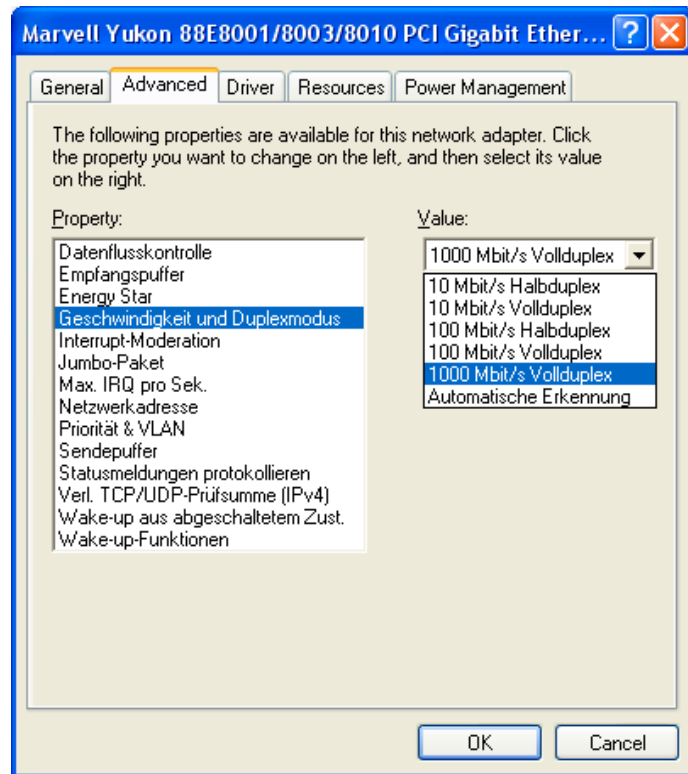 Marvell Yukon 88E8001/8003/8010 PCI Gigabit Ether...
General Advanced Driver Resources Power Management
The following properties are available for this network adapter. Click
the property you want to change on the left, and then select its value
on the right.
Property:
Datenflusskontrolle
Empfangspuffer
Energy Star
Geschwindigkeit und Duplexmodus
Interrupt-Moderation
Jumbo-Paket
Max. IRQ pro Sek.
Netzwerkadresse
Priorität & VLAN
Sendepuffer
Statusmeldungen protokollieren
Verl. TCP/UDP-Prüfsumme (IPv4)
Wake-up aus abgeschaltetem Zust.
Wake-up-Funktionen
Value:
1000 Mbit/s Vollduplex
10 Mbit/s Halbduplex
10 Mbit/s Vollduplex
100 Mbit/s Halbduplex
100 Mbit/s Vollduplex
1000 Mbit/s Vollduplex
Automatische Erkennung
OK Cancel